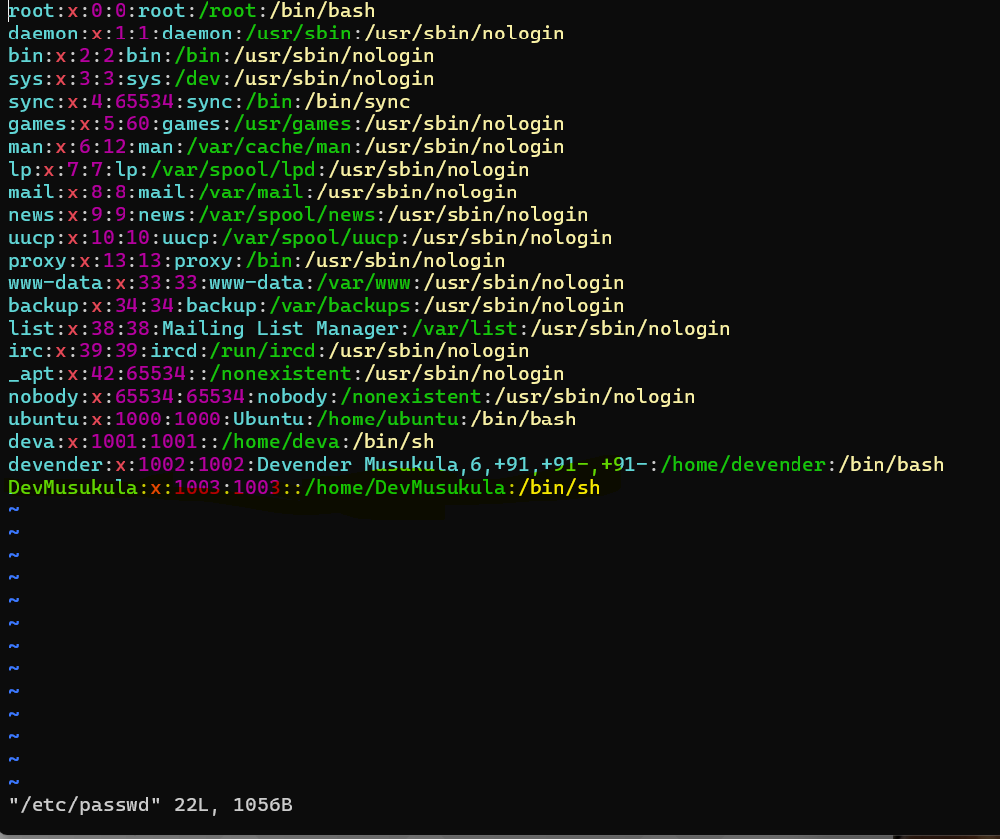 root:x:0:0:root:/root:/bin/bash
daemon:x:1:1:daemon:/usr/sbin:/usr/sbin/nologin
bin:x:2:2:bin:/bin:/usr/sbin/nologin
sys:x:3:3:sys:/dev:/usr/sbin/nologin
sync:x:4:65534:sync:/bin:/bin/sync
games:x:5:60:games:/usr/games:/usr/sbin/nologin
man:x:6:12:man:/var/cache/man:/usr/sbin/nologin
lp:x:7:7:lp:/var/spool/lpd:/usr/sbin/nologin
mail:x:8:8:mail:/var/mail:/usr/sbin/nologin
news:x:9:9:news:/var/spool/news:/usr/sbin/nologin
uucp:x:10:10:uucp:/var/spool/uucp:/usr/sbin/nologin
proxy:x:13:13:proxy:/bin:/usr/sbin/nologin
www-data:x:33:33:www-data:/var/www:/usr/sbin/nologin
backup:x:34:34:backup:/var/backups:/usr/sbin/nologin
list:x:38:38:Mailing List Manager:/var/list:/usr/sbin/nologin
irc:x:39:39:ircd:/run/ircd:/usr/sbin/nologin
_apt:x:42:65534::/nonexistent:/usr/sbin/nologin
nobody:x:65534:65534:nobody:/nonexistent:/usr/sbin/nologin
ubuntu:x:1000:1000:Ubuntu:/home/ubuntu:/bin/bash
deva:x:1001:1001::/home/deva:/bin/sh
devender:x:1002:1002:Devender Musukula,6,+91,+91-,+91-:/home/devender:/bin/bash
DevMusukula:x:1003:1003::/home/DevMusukula:/bin/sh
~
~
~
~
~
~
~
~
~
~
~
~
~
"/etc/passwd" 22L, 1056B